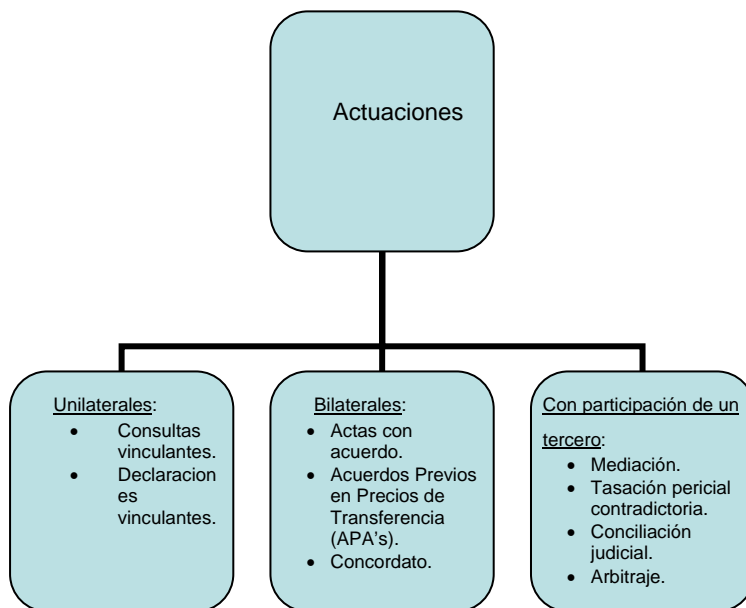 Actuaciones
Unilaterales:
• Consultas
vinculantes.
• Declaracion
es
vinculantes.
Bilaterales:
• Actas con
acuerdo.
• Acuerdos Previos
en Precios de
Transferencia
(APA's).
• Concordato.
Con participación de un
tercero:
• Mediación.
• Tasación pericial
contradictoria.
• Conciliación
judicial.
• Arbitraje.